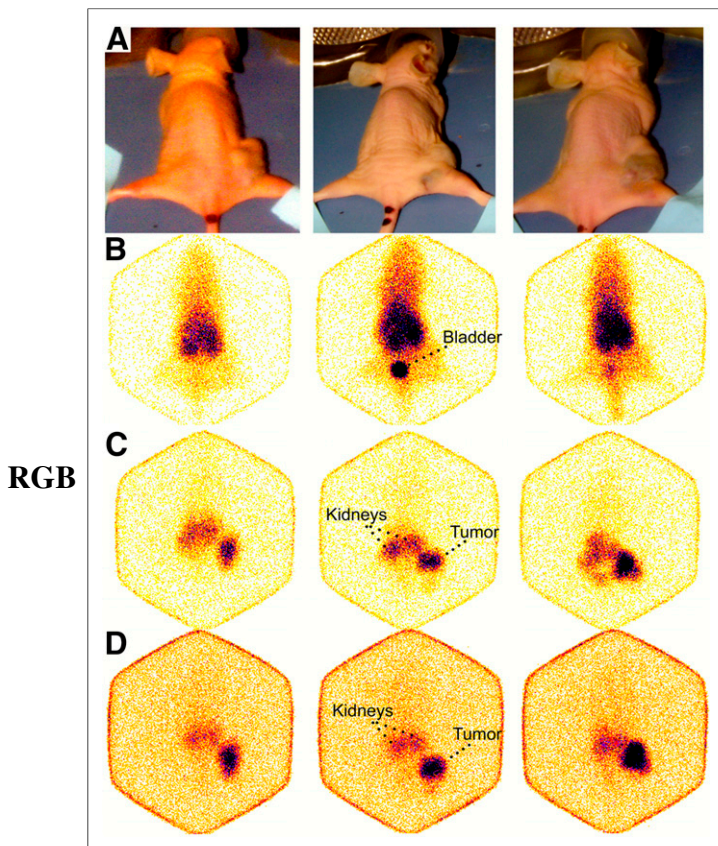 A
B
Bladder
C
RGB
Kidneys
Tumor
D
Kidneys
Tumor